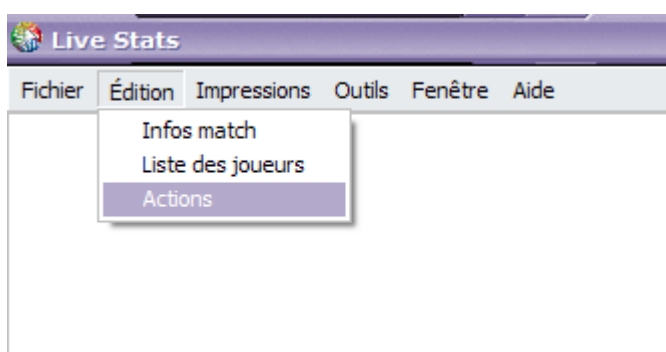 Live Stats
Fichier Édition Impressions Outils Fenêtre Aide
Infos match
Liste des joueurs
Actions